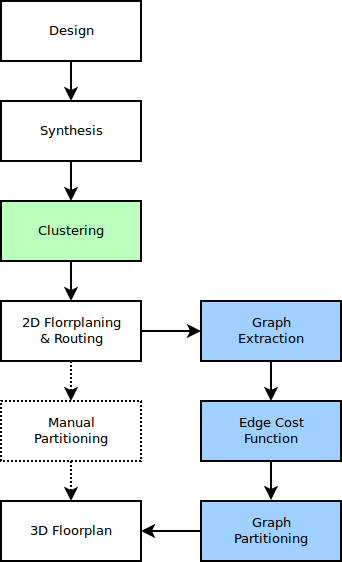 Design
Synthesis
Clustering
2D Florrplaning
& Routing
Graph
Extraction
Manual
Partitioning
Edge Cost
Function
3D Floorplan
Graph
Partitioning